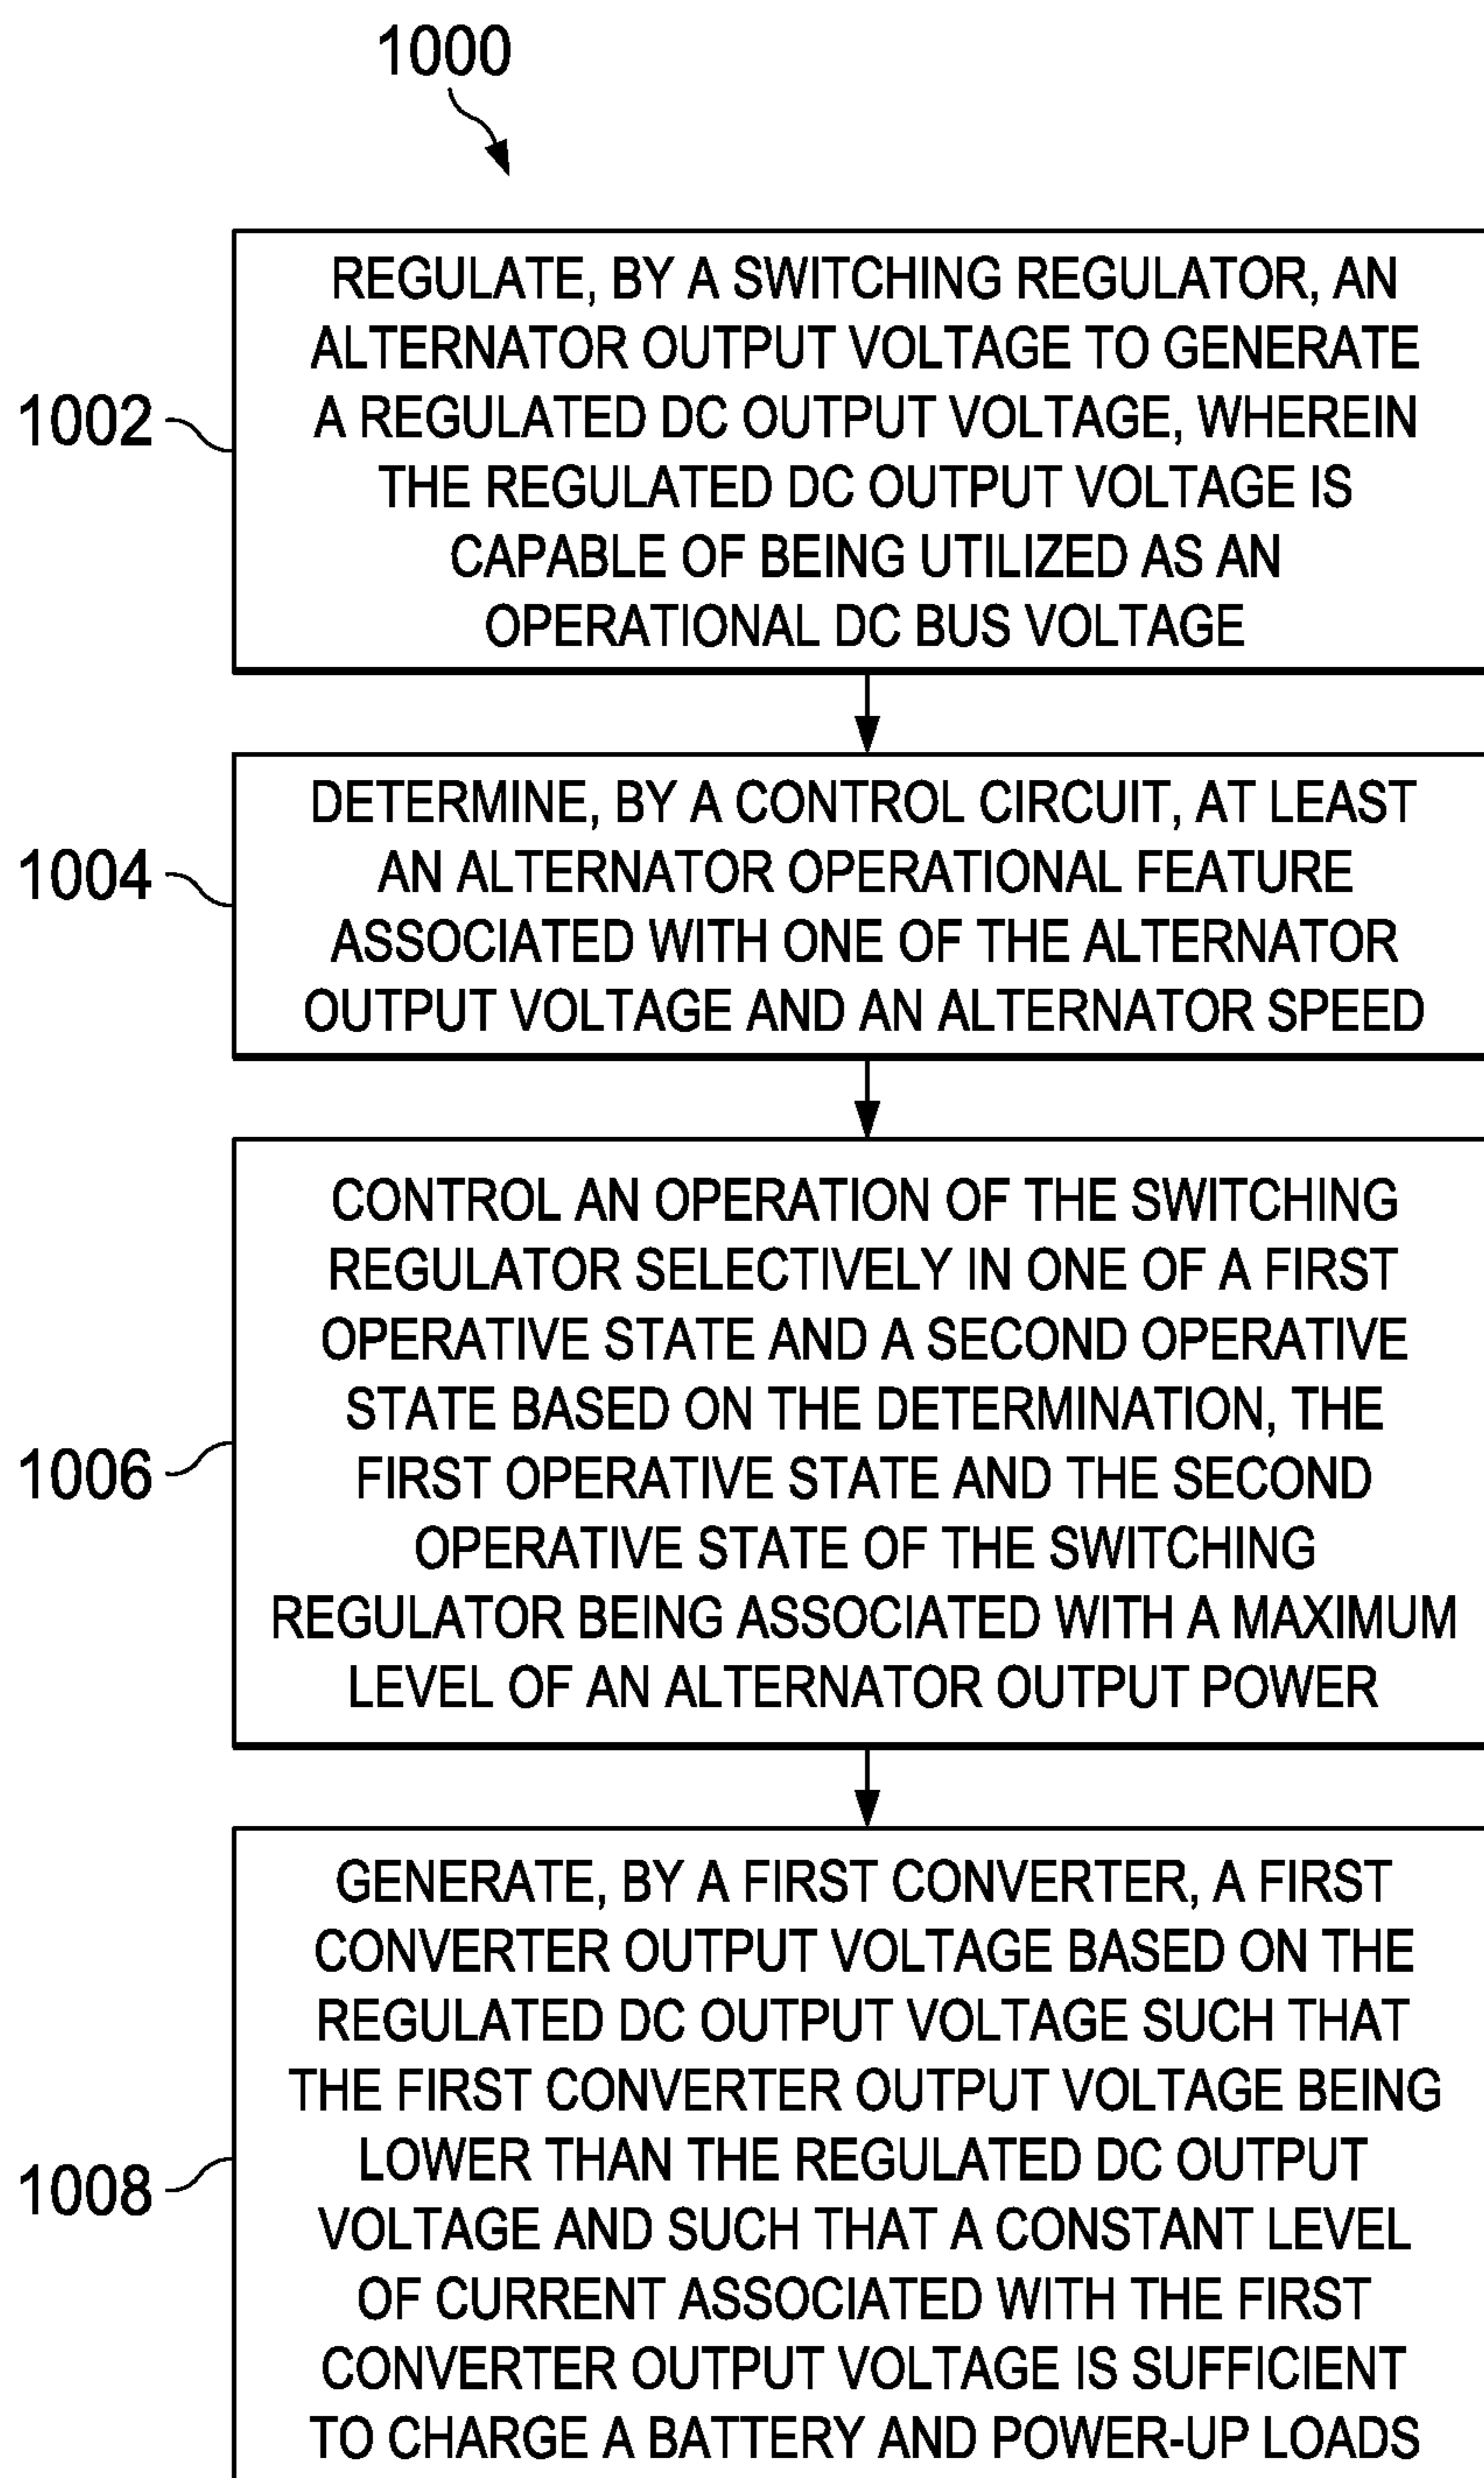 1000
REGULATE, BY A SWITCHING REGULATOR, AN
ALTERNATOR OUTPUT VOLTAGE TO GENERATE
A REGULATED DC OUTPUT VOLTAGE, WHEREIN
THE REGULATED DC OUTPUT VOLTAGE IS
CAPABLE OF BEING UTILIZED AS AN
OPERATIONAL DC BUS VOLTAGE
1002
DETERMINE, BY A CONTROL CIRCUIT, AT LEAST
AN ALTERNATOR OPERATIONAL FEATURE
ASSOCIATED WITH ONE OF THE ALTERNATOR
OUTPUT VOLTAGE AND AN ALTERNATOR SPEED
1004
CONTROL AN OPERATION OF THE SWITCHING
REGULATOR SELECTIVELY IN ONE OF A FIRST
OPERATIVE STATE AND A SECOND OPERATIVE
STATE BASED ON THE DETERMINATION, THE
FIRST OPERATIVE STATE AND THE SECOND
OPERATIVE STATE OF THE SWITCHING
REGULATOR BEING ASSOCIATED WITH A MAXIMUM
LEVEL OF AN ALTERNATOR OUTPUT POWER
1006
GENERATE, BY A FIRST CONVERTER, A FIRST
CONVERTER OUTPUT VOLTAGE BASED ON THE
REGULATED DC OUTPUT VOLTAGE SUCH THAT
THE FIRST CONVERTER OUTPUT VOLTAGE BEING
LOWER THAN THE REGULATED DC OUTPUT
VOLTAGE AND SUCH THAT A CONSTANT LEVEL
OF CURRENT ASSOCIATED WITH THE FIRST
CONVERTER OUTPUT VOLTAGE IS SUFFICIENT
TO CHARGE A BATTERY AND POWER-UP LOADS
1008